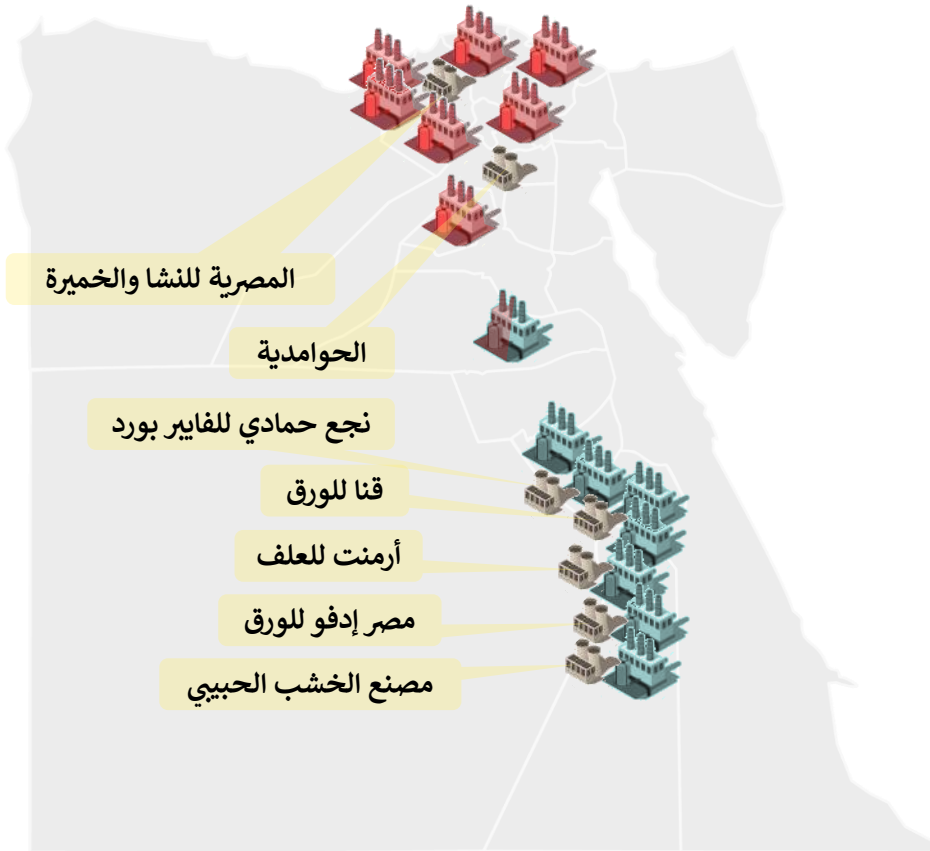 المصرية للنشا والخميرة
الحوامدية
نجع حمادي للفايبر بورد
قنا للورق
أرمنت للعلف
مصر إدفو للورق
مصنع الخشب الحبيبي